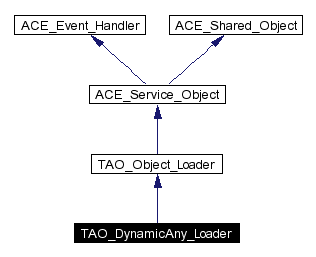 ACE_Event_Handler
ACE_Shared_Object
ACE_Service_Object
TAO_Object_Loader
TAO_DynamicAny_Loader